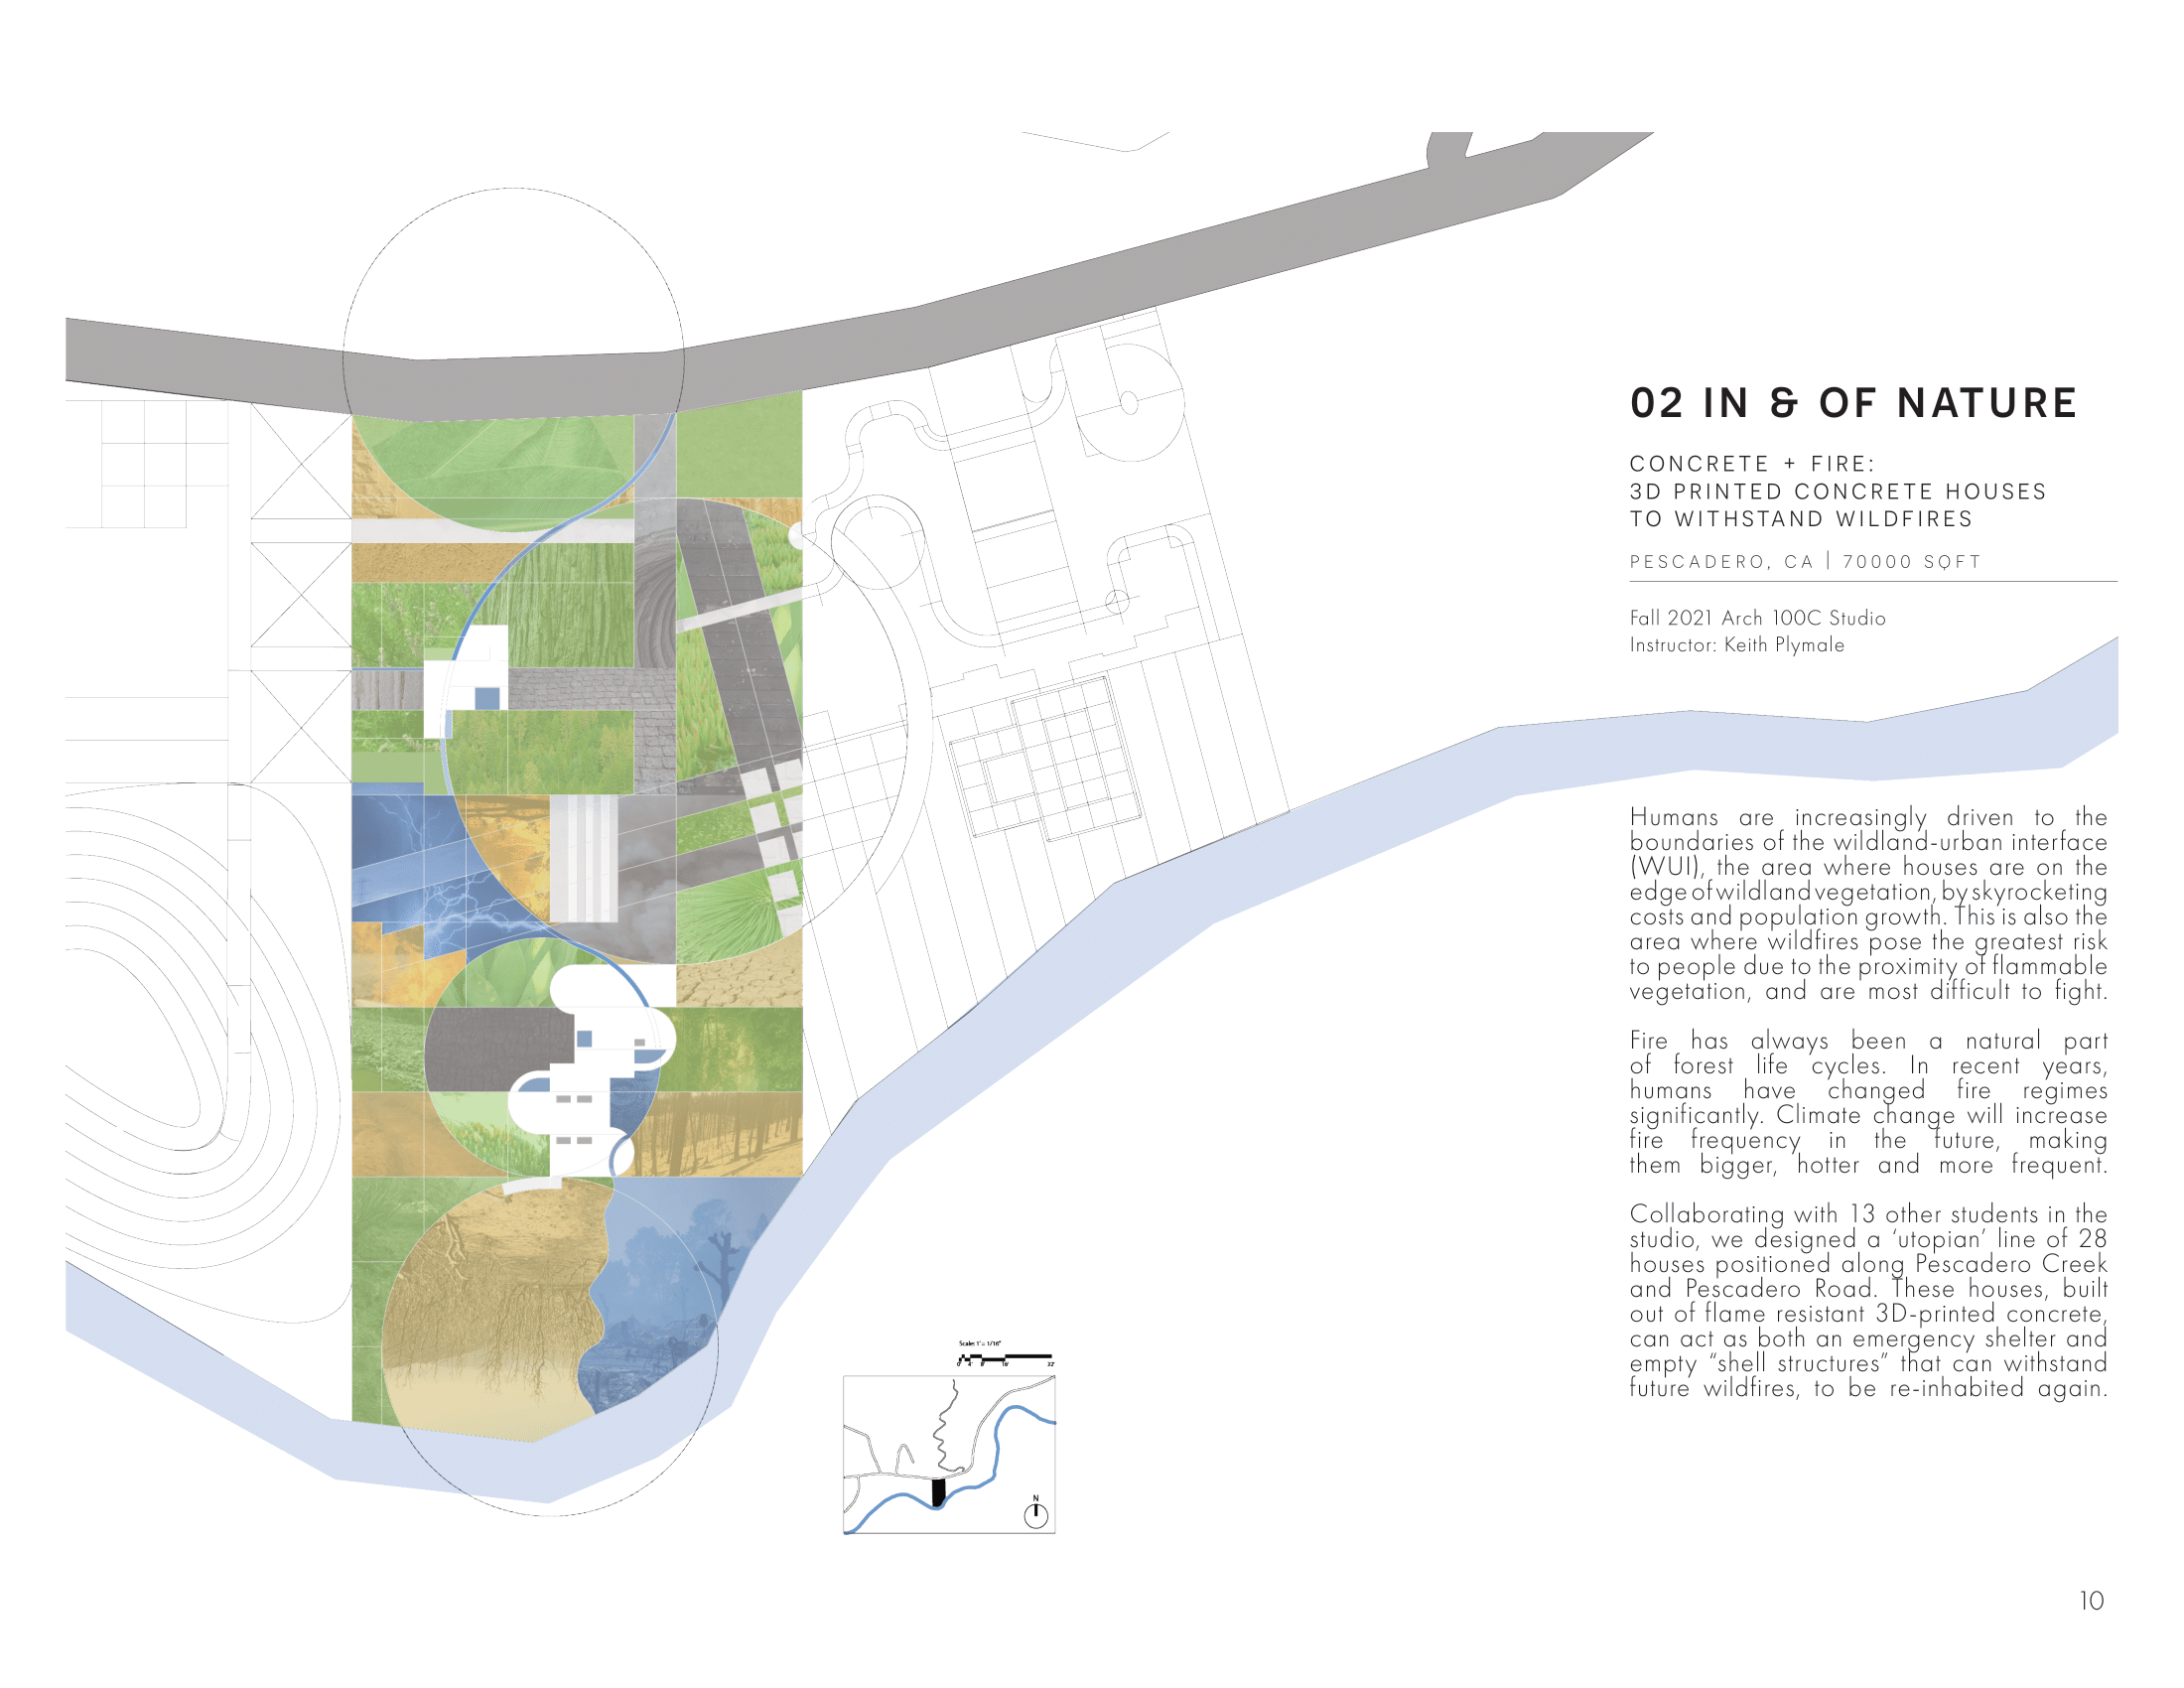 02 IN & OF NATURE
CONCRETE + FIRE:
3D PRINTED CONCRETE HOUSES
TO WITHSTAND WILDFIRES
PESCADERO, CA | 70000 SQFT
Fall 2021 Arch 100C Studio
Instructor: Keith Plymale
Humans are increasingly driven to the
boundaries of the wildland-urban interface
(WUI), the area where houses are on the
edge of wildland vegetation, by skyrocketing
costs and population growth. This is also the
area where wildfires pose the greatest risk
to people due to the proximity of flammable
vegetation, and are most difficult to fight.
Fire has always been a natural part
of forest life cycles. In recent years,
humans have changed fire regimes
significantly. Climate change will increase
fire frequency in the future, making
them bigger, hotter and more frequent.
Collaborating with 13 other students in the
studio, we designed a ‘utopian’ line of 28
houses positioned along Pescadero Creek
and Pescadero Road. These houses, built
out of flame resistant 3D-printed concrete,
can act as both an emergency shelter and
empty “shell structures” that can withstand
future wildfires, to be re-inhabited again.
Scale: 1' = 1/16"
0' 4' 8' 16' 32'
N
10